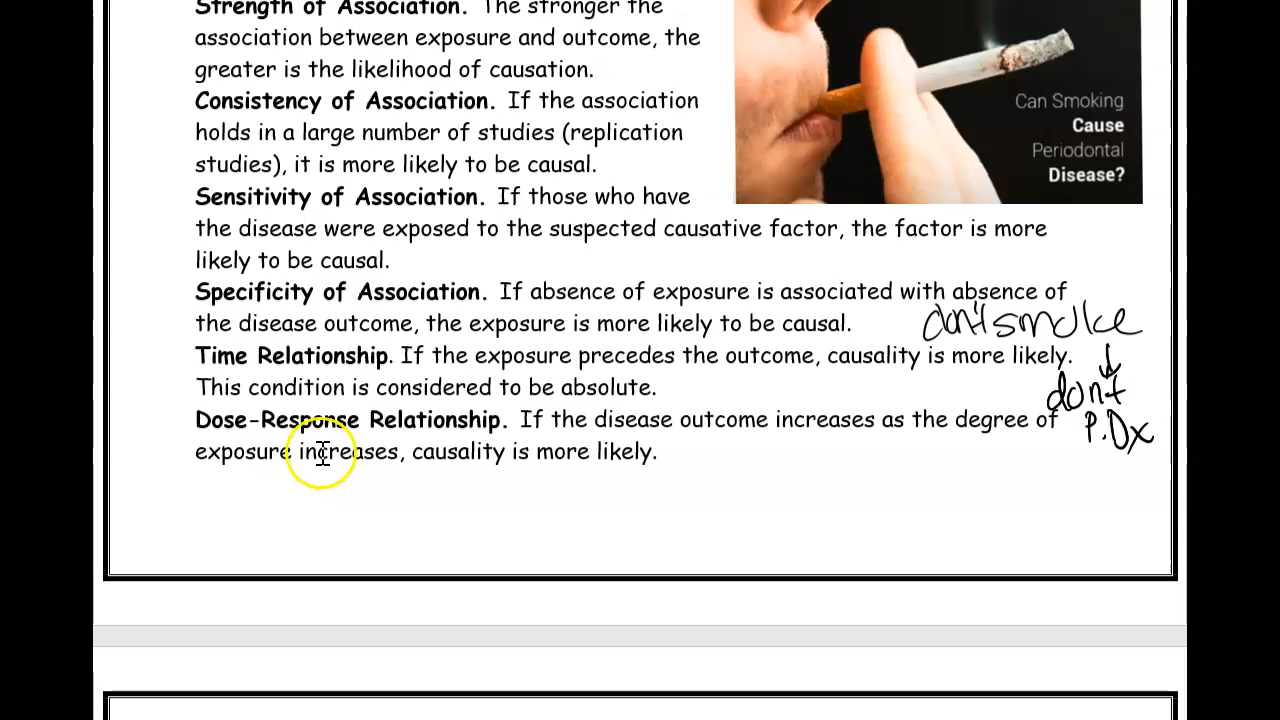 Strength of Association. The stronger the
association between exposure and outcome, the
greater is the likelihood of causation.
Consistency of Association. If the association
holds in a large number of studies (replication
studies), it is more likely to be causal.
Sensitivity of Association. If those who have
the disease were exposed to the suspected causative factor, the factor is more
likely to be causal.
Specificity of Association. If absence of exposure is associated with absence of
the disease outcome, the exposure is more likely to be causal.
Time Relationship. If the exposure precedes the outcome, causality is more likely.
This condition is considered to be absolute.
Dose-Response Relationship. If the disease outcome increases as the degree of
exposure increases, causality is more likely.
Can Smoking
Cause
Periodontal
Disease?
don't smoke
don't
P.Dx